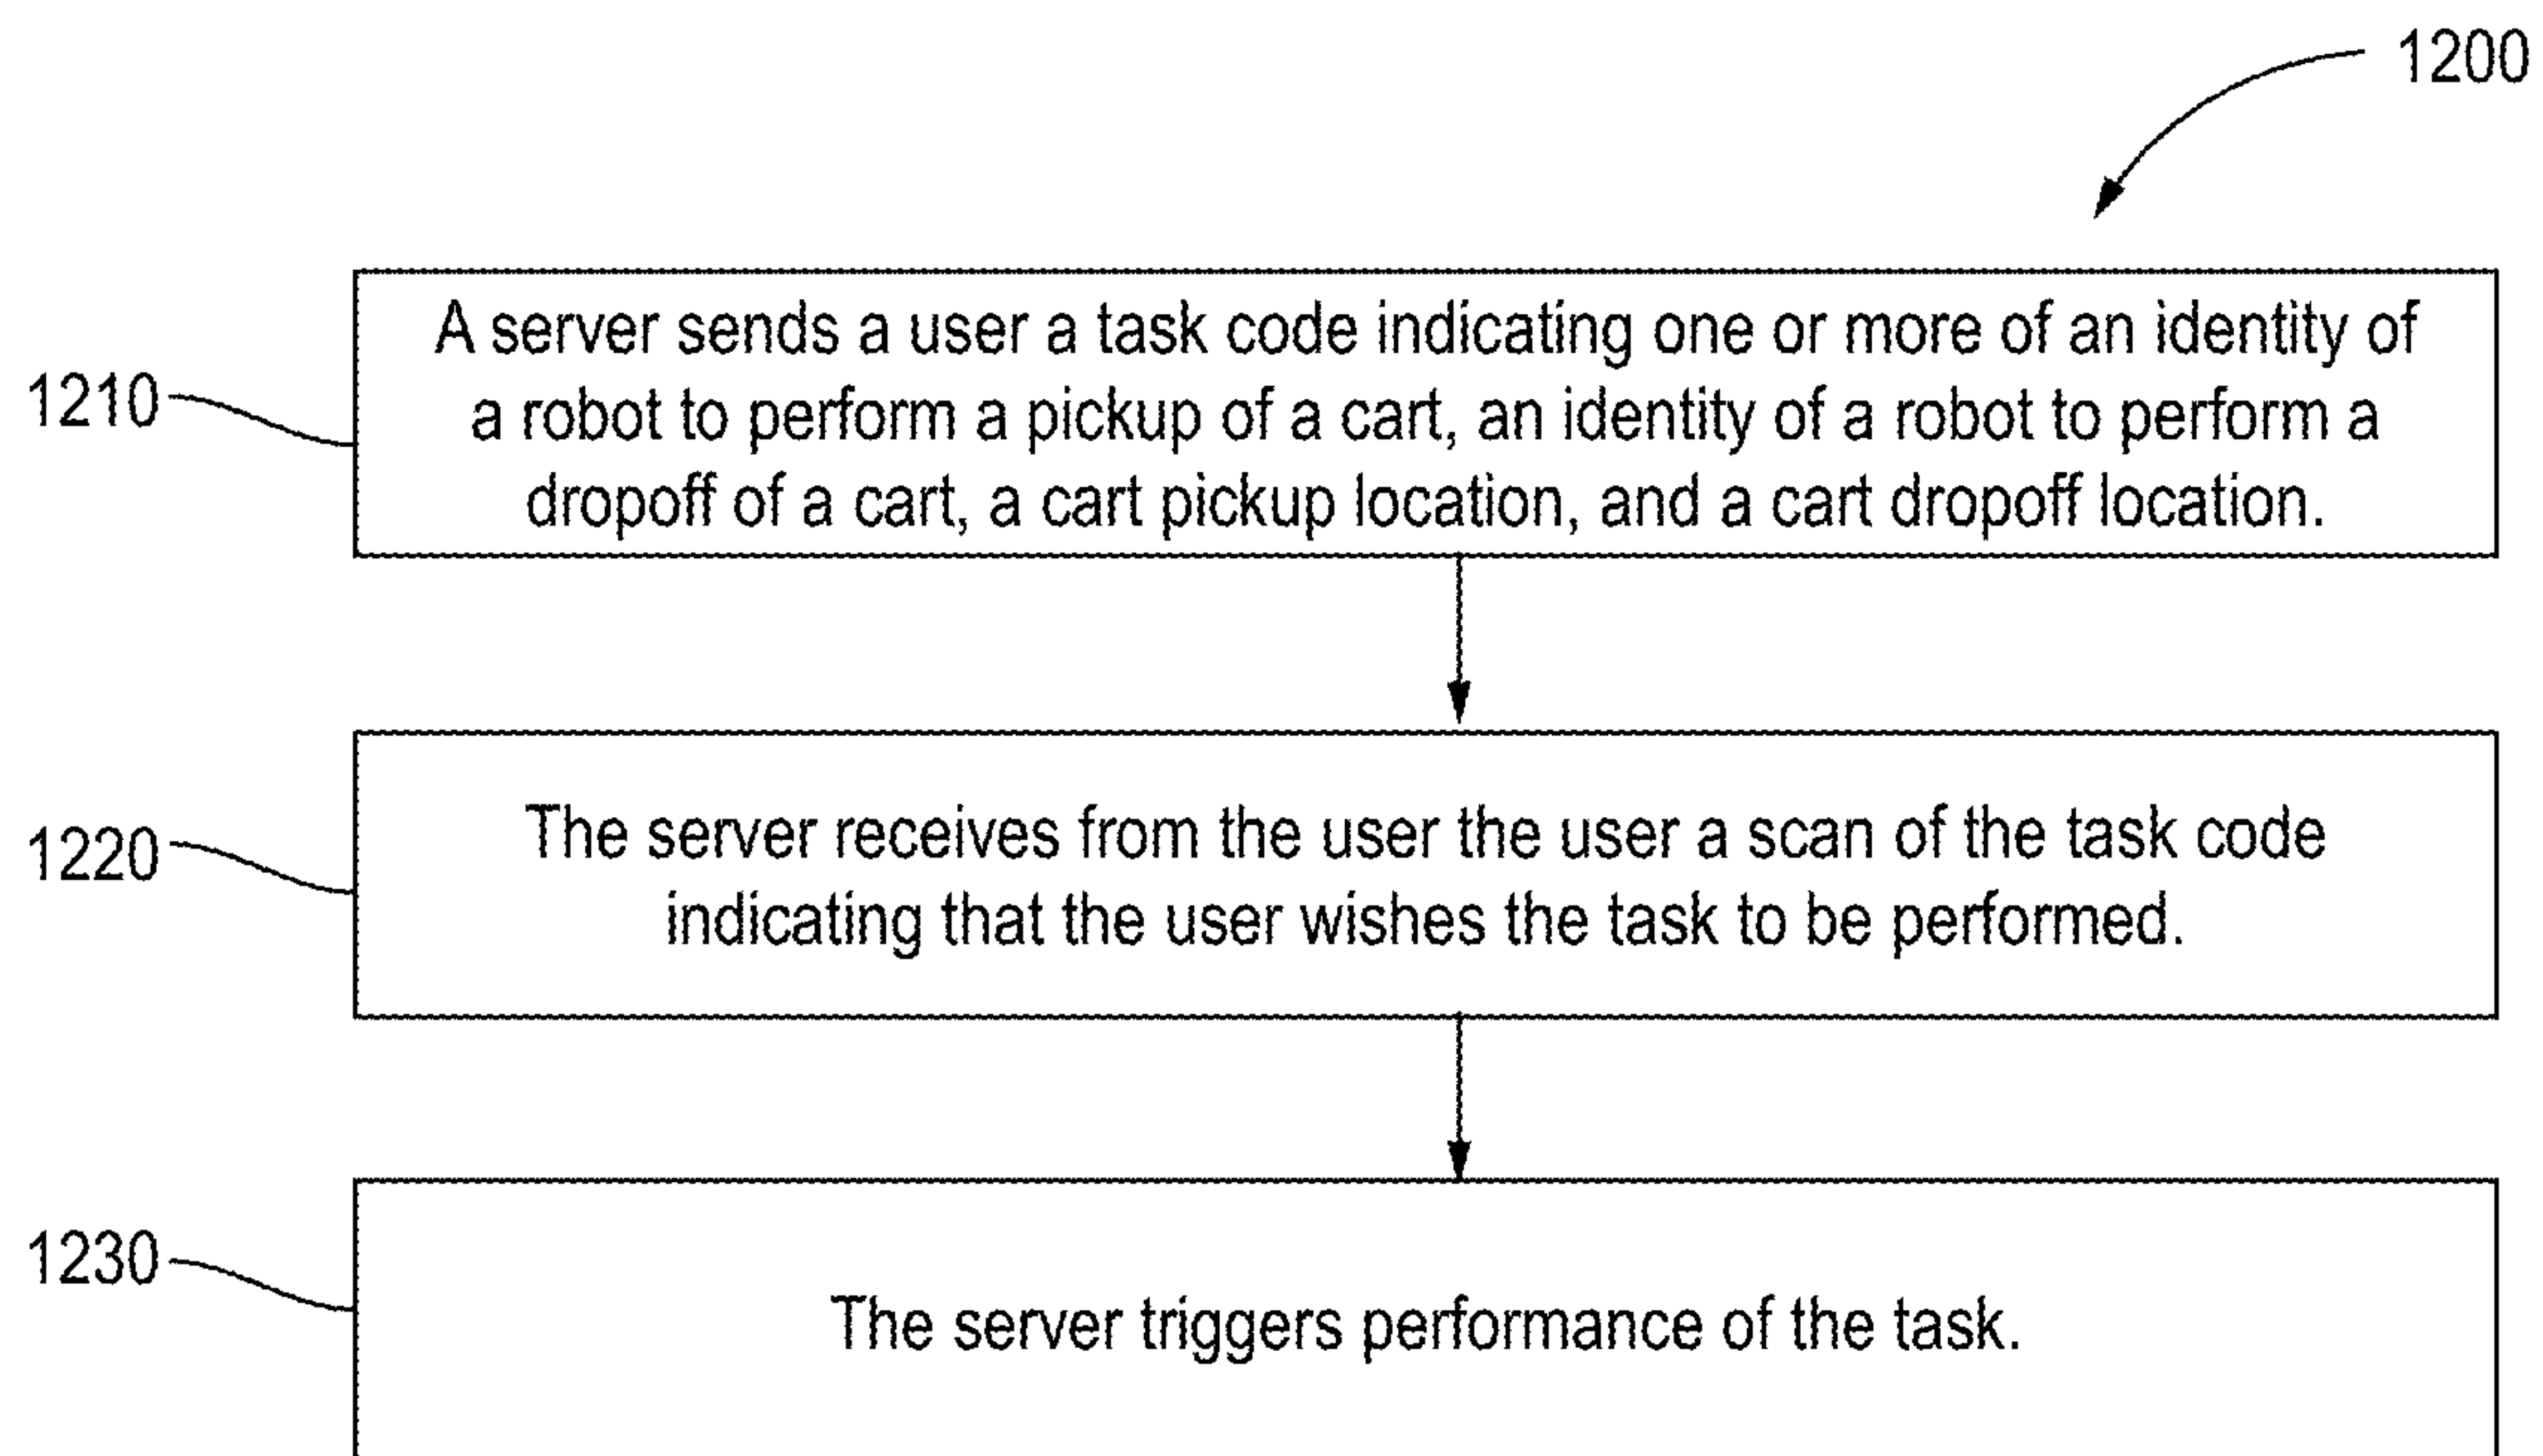 1200
1210
A server sends a user a task code indicating one or more of an identity of
a robot to perform a pickup of a cart, an identity of a robot to perform a
dropoff of a cart, a cart pickup location, and a cart dropoff location.
1220
The server receives from the user the user a scan of the task code
indicating that the user wishes the task to be performed.
1230
The server triggers performance of the task.